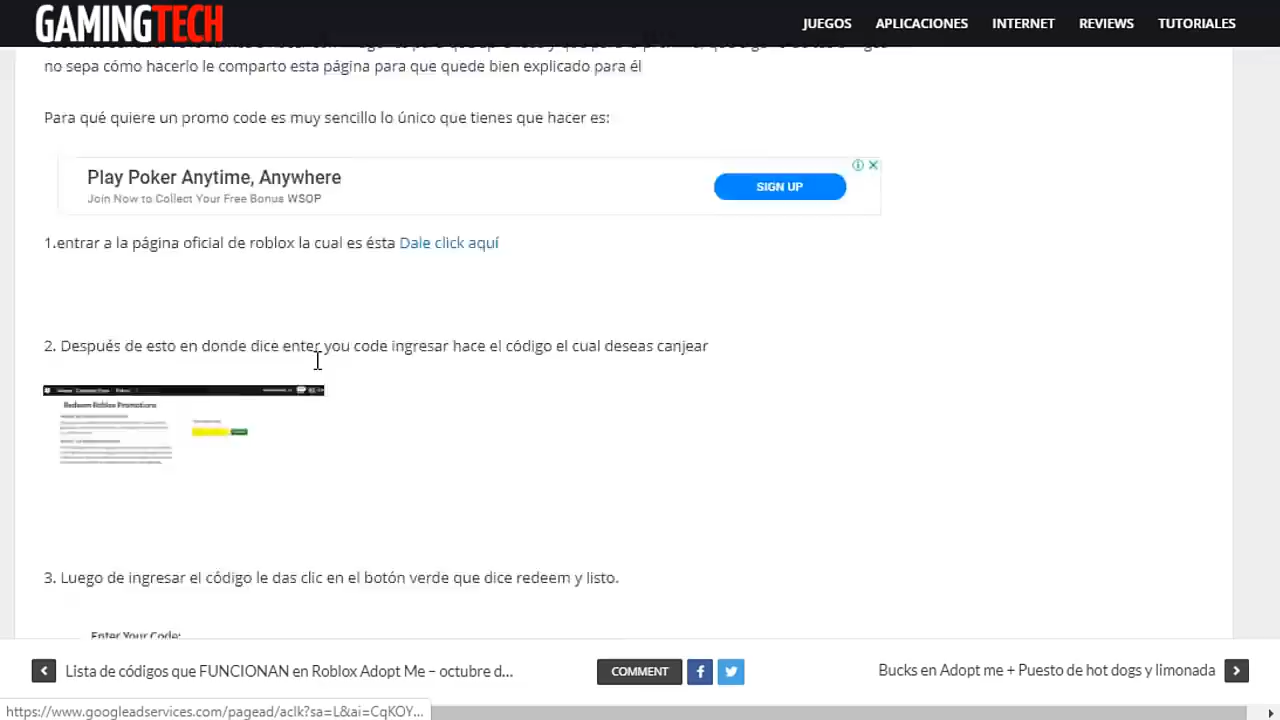 GAMINGTECH
JUEGOS APLICACIONES INTERNET REVIEWS TUTORIALES
no sepa cómo hacerlo le comparto esta página para que quede bien explicado para él
Para qué quiere un promo code es muy sencillo lo único que tienes que hacer es:
Play Poker Anytime, Anywhere
Join Now to Collect Your Free Bonus WSOP
SIGN UP
1.entrar a la página oficial de roblox la cual es ésta Dale click aquí
2. Después de esto en donde dice enter you code ingresar hace el código el cual deseas canjear
Redeem Roblox Promotions
3. Luego de ingresar el código le das clic en el botón verde que dice redeem y listo.
Enter Your Code:
Lista de códigos que FUNCIONAN en Roblox Adopt Me – octubre d...
COMMENT
Bucks en Adopt me + Puesto de hot dogs y limonada
https://www.googleadservices.com/pagead/aclk?sa=L&ai=CqKOY...